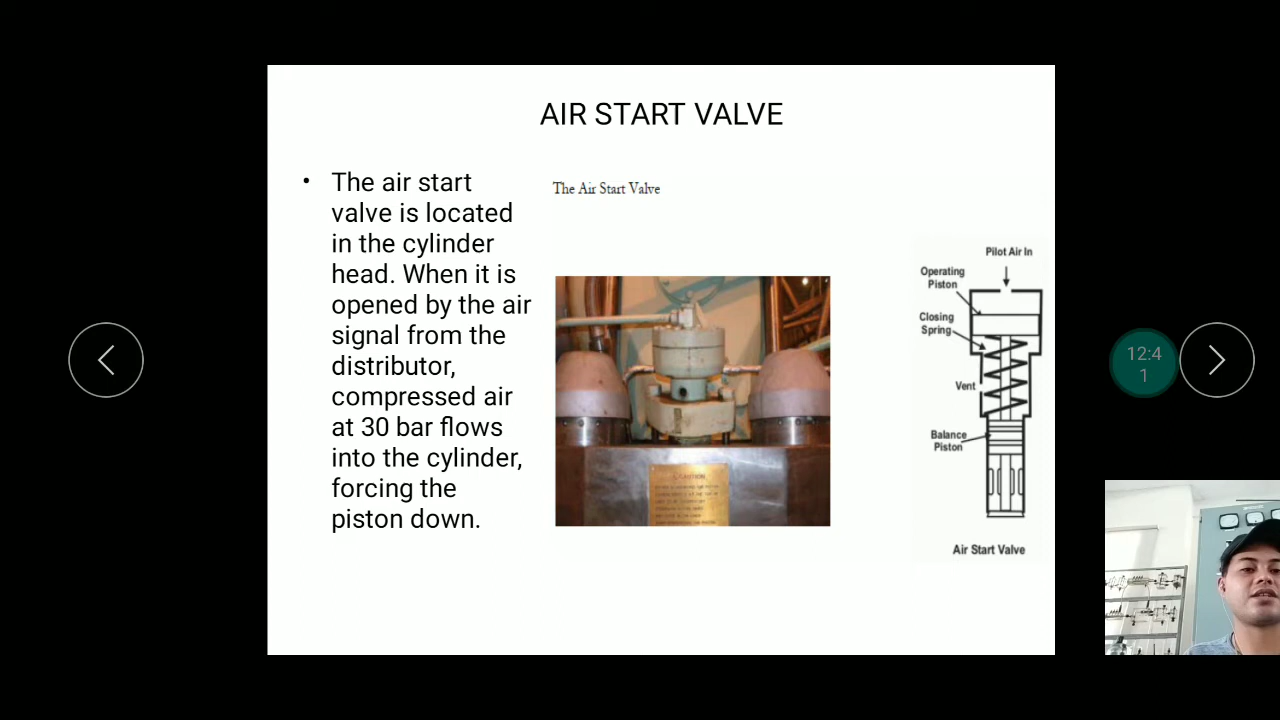 AIR START VALVE
• The air start
valve is located
in the cylinder
head. When it is
opened by the air
signal from the
distributor,
compressed air
at 30 bar flows
into the cylinder,
forcing the
piston down.
The Air Start Valve
CAUTION
Pilot Air In
Operating
Piston
Closing
Spring
Vent
Balance
Piston
Air Start Valve
12:4
1